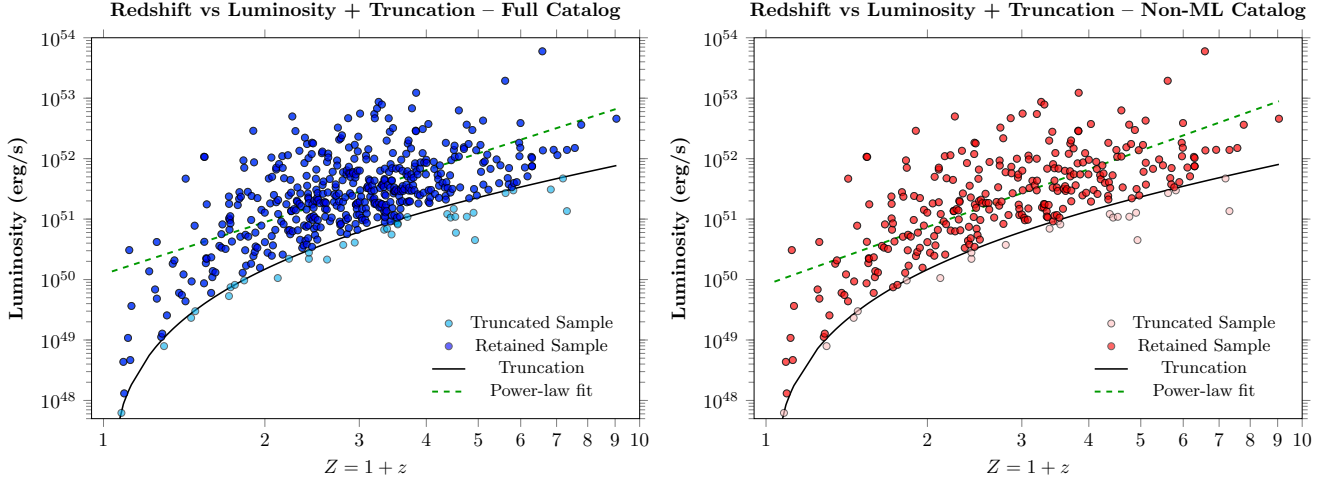 Redshift vs Luminosity + Truncation – Full Catalog
10^54
10^53
10^52
10^51
10^50
10^49
10^48
Luminosity (erg/s)
Truncated Sample
Retained Sample
Truncation
Power-law fit
1 2 3 4 5 6 7 8 9 10
Z = 1 + z
Redshift vs Luminosity + Truncation – Non-ML Catalog
10^54
10^53
10^52
10^51
10^50
10^49
10^48
Luminosity (erg/s)
Truncated Sample
Retained Sample
Truncation
Power-law fit
1 2 3 4 5 6 7 8 9 10
Z = 1 + z